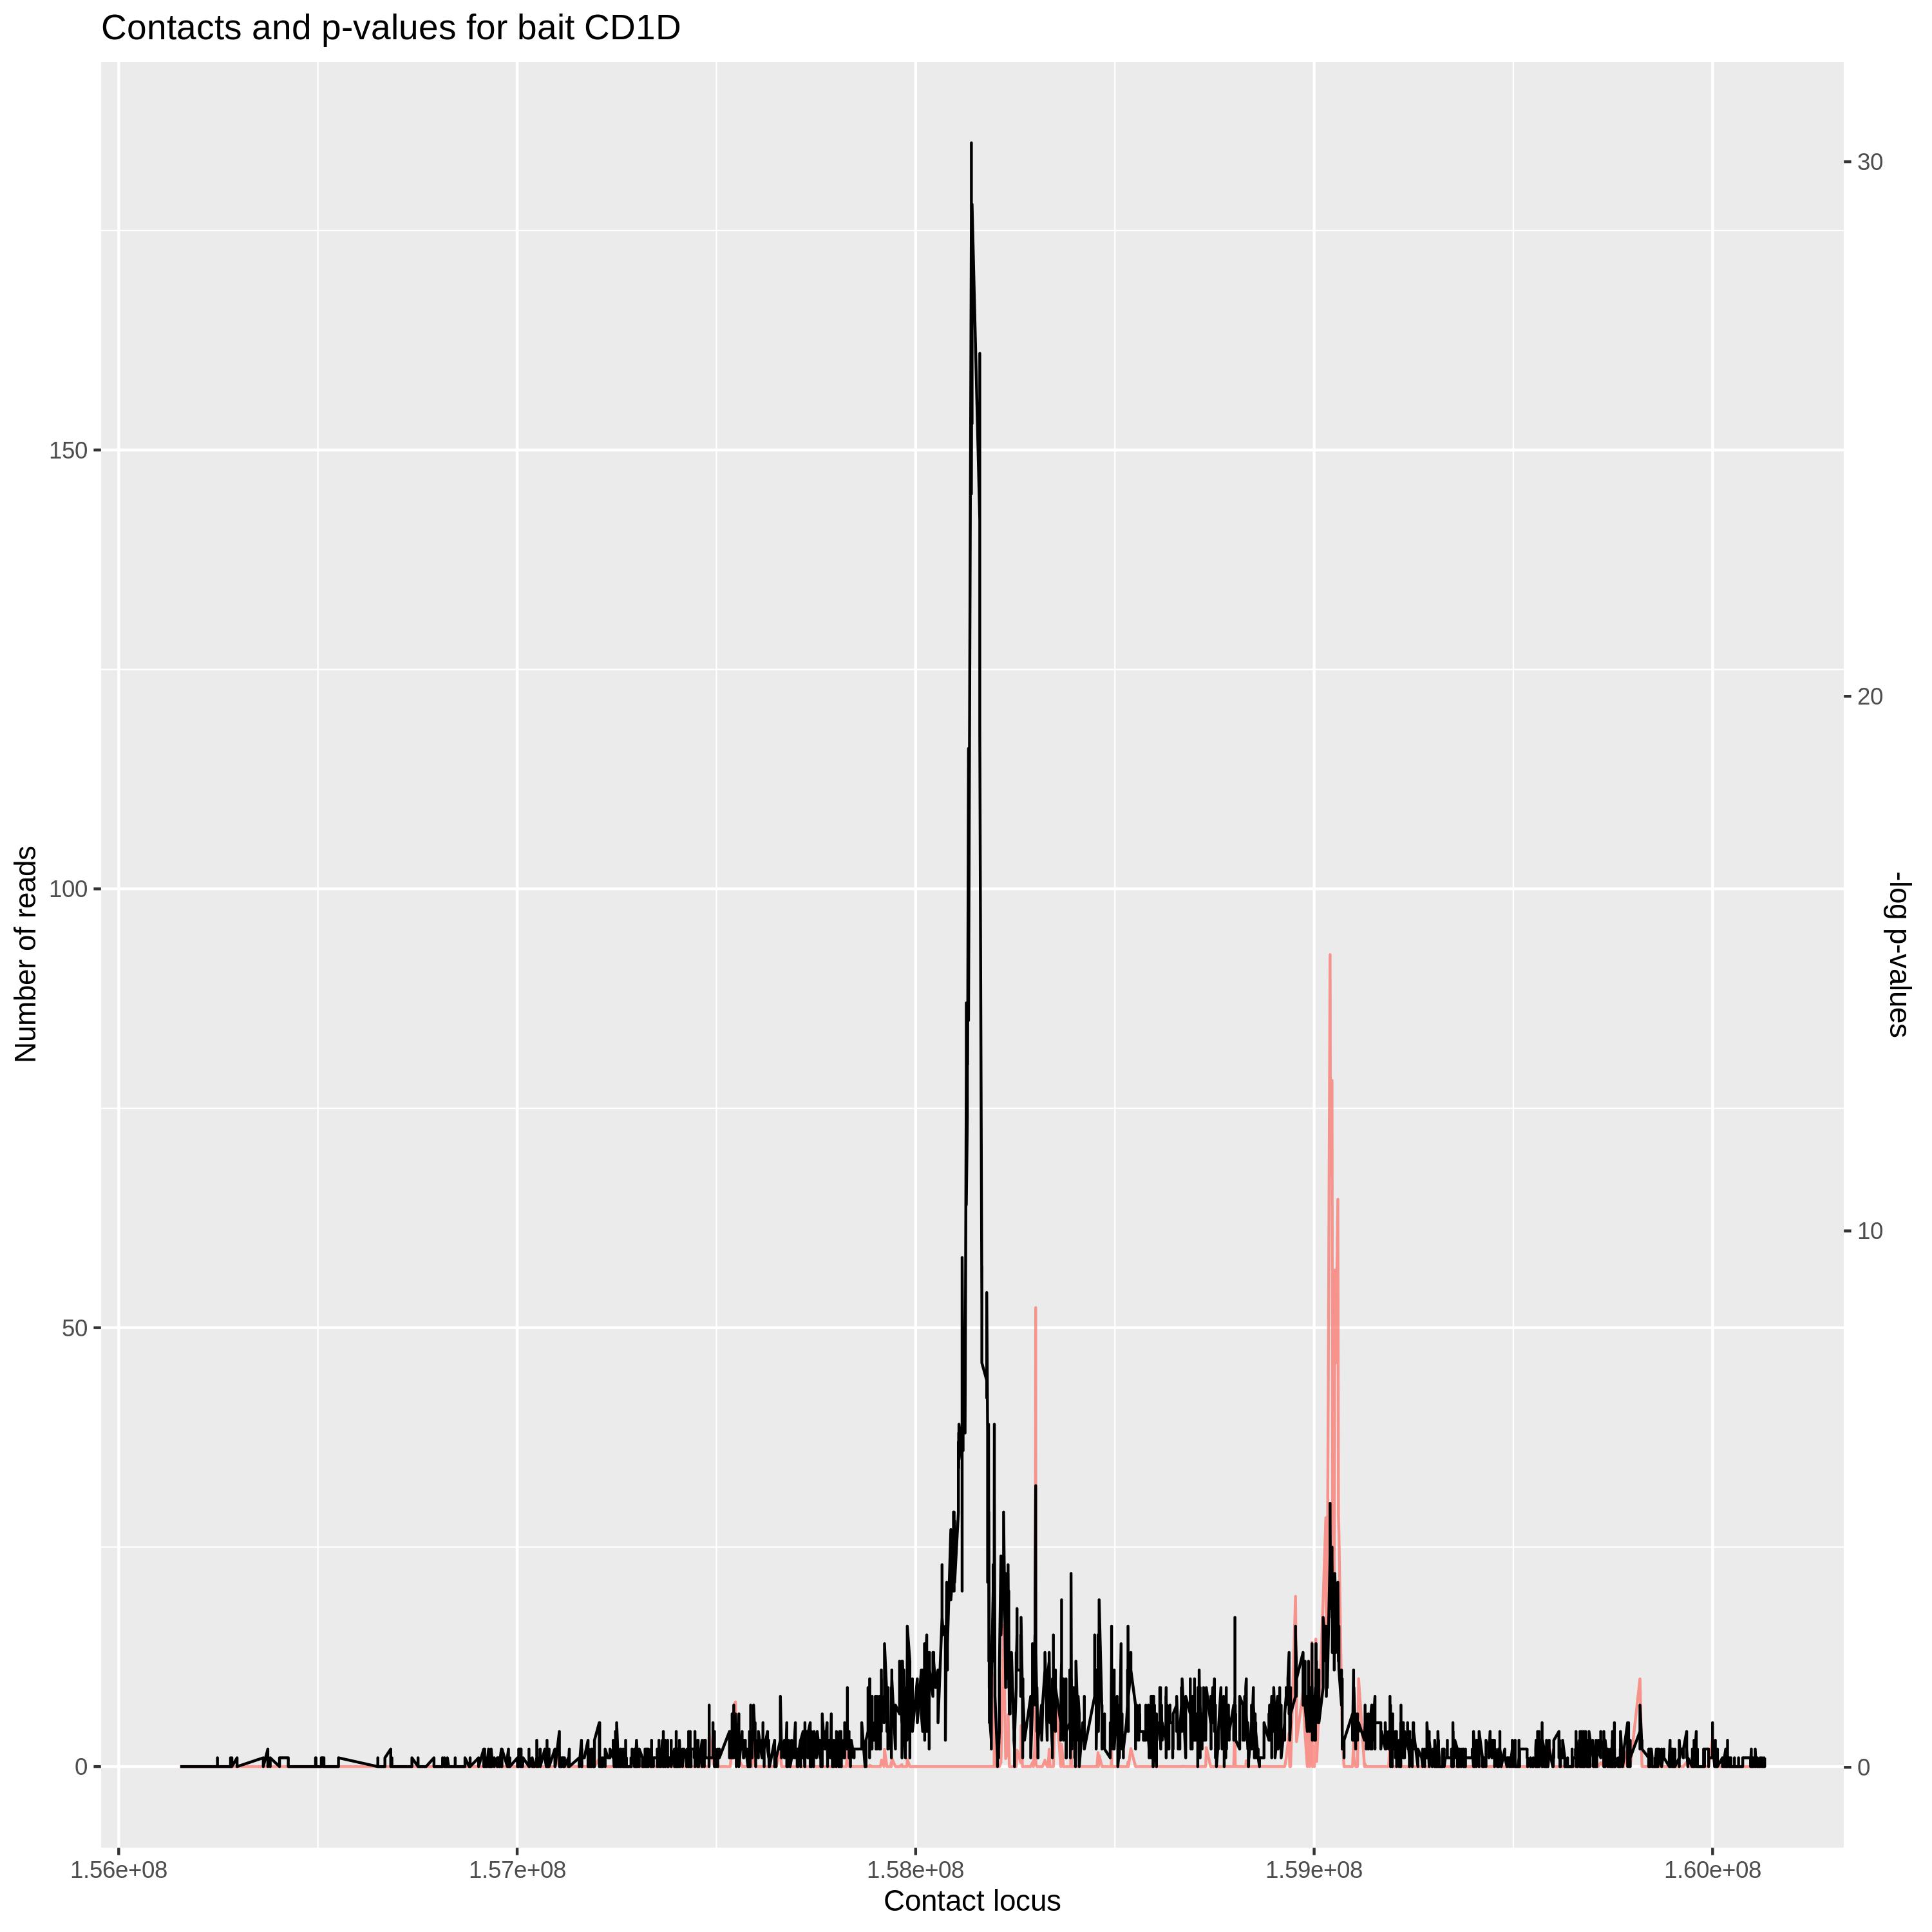 Contacts and p-values for bait CD1D
30
150
20
100
Number of reads
-log p-values
10
50
0
0
1.56e+08
1.57e+08
1.58e+08
1.59e+08
1.60e+08
Contact locus